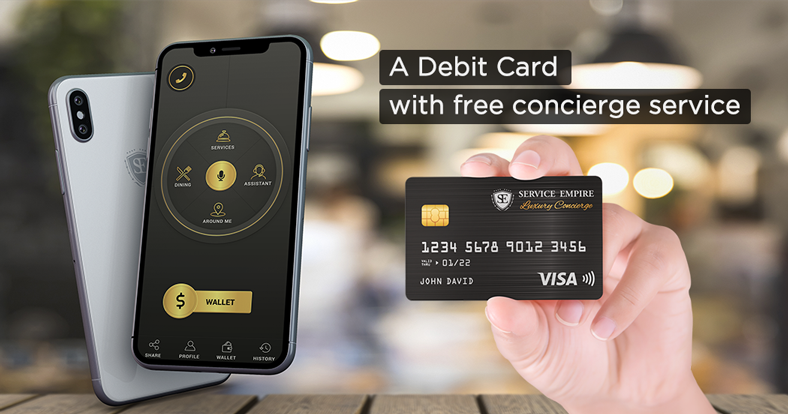 A Debit Card
with free concierge service
SERVICES
DINING
ASSISTANT
AROUND ME
$ WALLET
SHARE
PROFILE
WALLET
HISTORY
SE
SE
SERVICE EMPIRE
Luxury Concierge
1234 5678 9012 3456
VALID THRU 01/22
JOHN DAVID
VISA